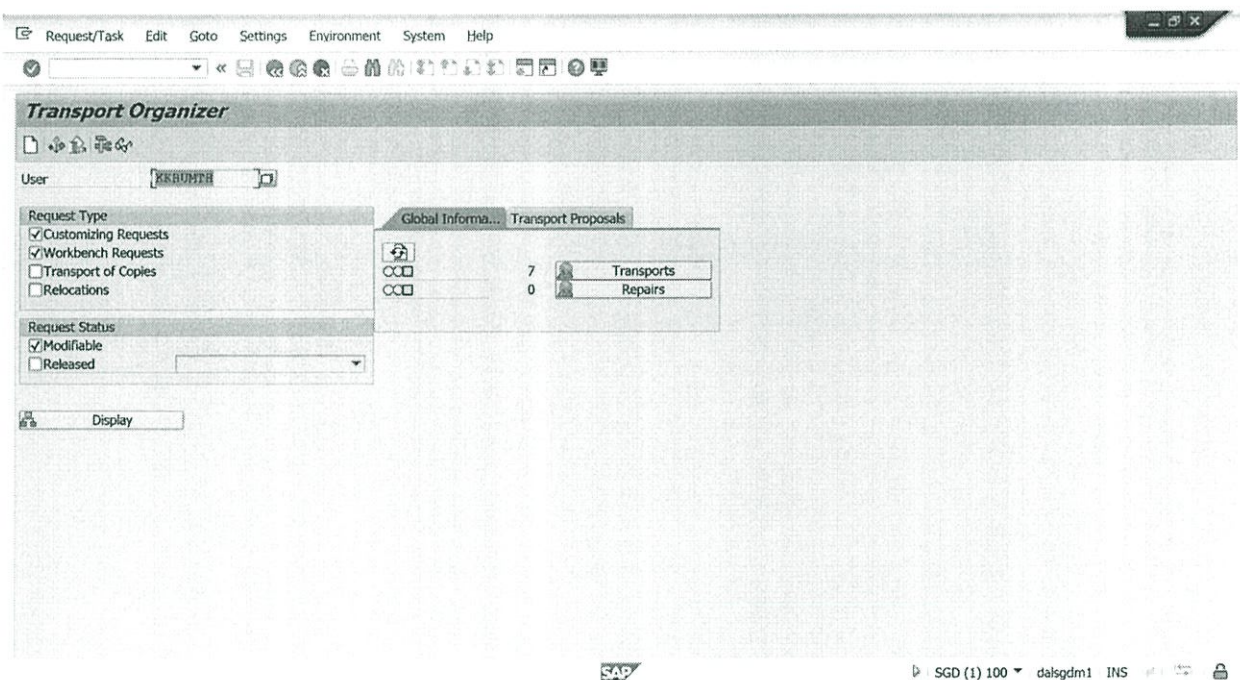 Request/Task Edit Goto Settings Environment System Help
Transport Organizer
User KKRUMTH
Request Type
Customizing Requests
Workbench Requests
Transport of Copies
Relocations
Request Status
Modifiable
Released
Global Informa... Transport Proposals
7 Transports
0 Repairs
Display
SAP
SGD (1) 100 dalsgdm1 INS